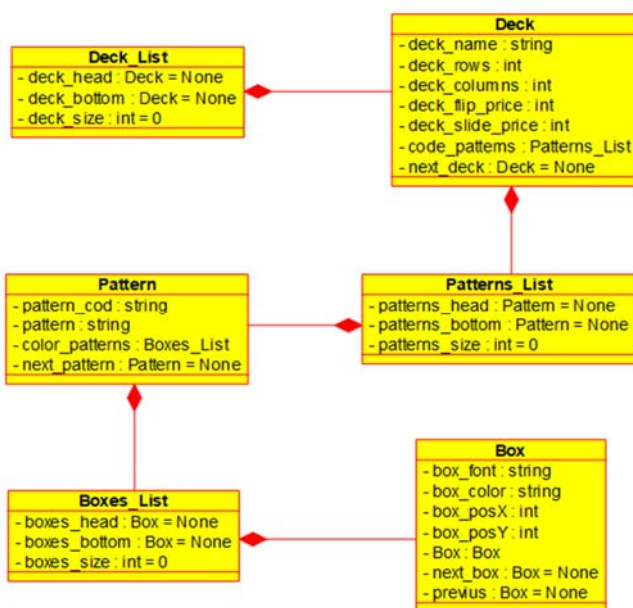 Deck_List
- deck_head : Deck = None
- deck_bottom : Deck = None
- deck_size : int = 0
Deck
- deck_name : string
- deck_rows : int
- deck_columns : int
- deck_flip_price : int
- deck_slide_price : int
- code_patterns : Patterns_List
- next_deck : Deck = None
Pattern
- pattern_cod : string
- pattern : string
- color_patterns : Boxes_List
- next_pattern : Pattern = None
Patterns_List
- patterns_head : Pattern = None
- patterns_bottom : Pattern = None
- patterns_size : int = 0
Boxes_List
- boxes_head : Box = None
- boxes_bottom : Box = None
- boxes_size : int = 0
Box
- box_font : string
- box_color : string
- box_posX : int
- box_posY : int
- Box : Box
- next_box : Box = None
- previus : Box = None